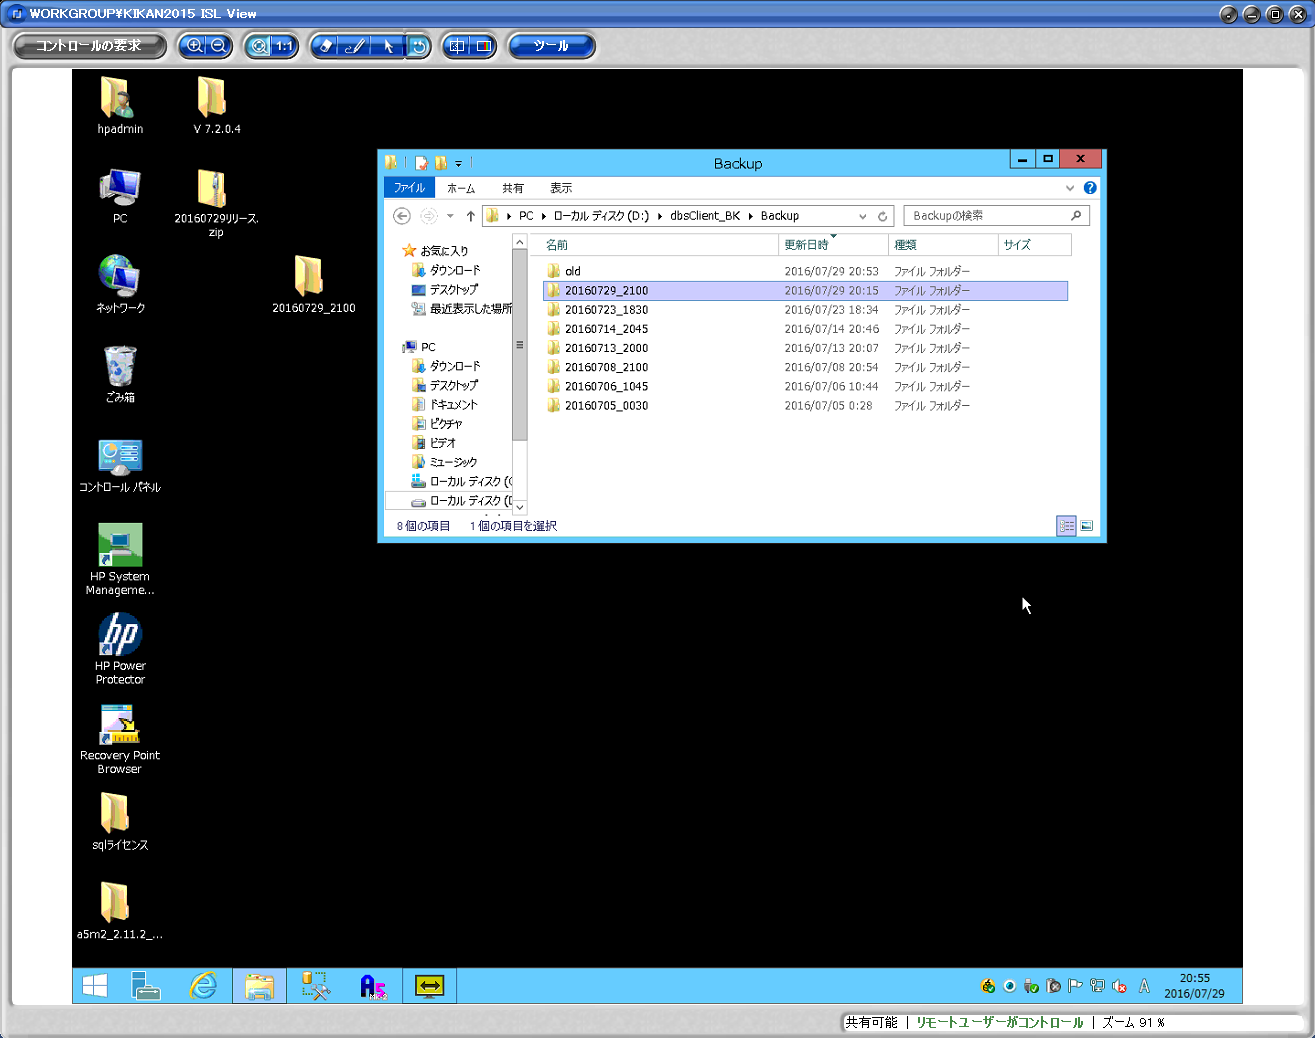 WORKGROUP¥KIKAN2015 ISL View
コントロールの要求
1:1
ツール
hpadmin
V 7.2.0.4
PC
20160729リリース.
zip
ネットワーク
20160729_2100
ごみ箱
コントロール パネル
HP System
Manageme...
hp
HP Power
Protector
Recovery Point
Browser
sqlライセンス
a5m2_2.11.2_...
Backup
ファイル ホーム 共有 表示
PC ローカル ディスク (D:) dbsClient_BK Backup
Backupの検索
お気に入り
ダウンロード
デスクトップ
最近表示した場所
PC
ダウンロード
デスクトップ
ドキュメント
ピクチャ
ビデオ
ミュージック
ローカル ディスク (C
ローカル ディスク (D
名前 更新日時 種類 サイズ
old 2016/07/29 20:53 ファイル フォルダー
20160729_2100 2016/07/29 20:15 ファイル フォルダー
20160723_1830 2016/07/23 18:34 ファイル フォルダー
20160714_2045 2016/07/14 20:46 ファイル フォルダー
20160713_2000 2016/07/13 20:07 ファイル フォルダー
20160708_2100 2016/07/08 20:54 ファイル フォルダー
20160706_1045 2016/07/06 10:44 ファイル フォルダー
20160705_0030 2016/07/05 0:28 ファイル フォルダー
8 個の項目 1 個の項目を選択
A
20:55
2016/07/29
共有可能 | リモートユーザーがコントロール | ズーム 91 %